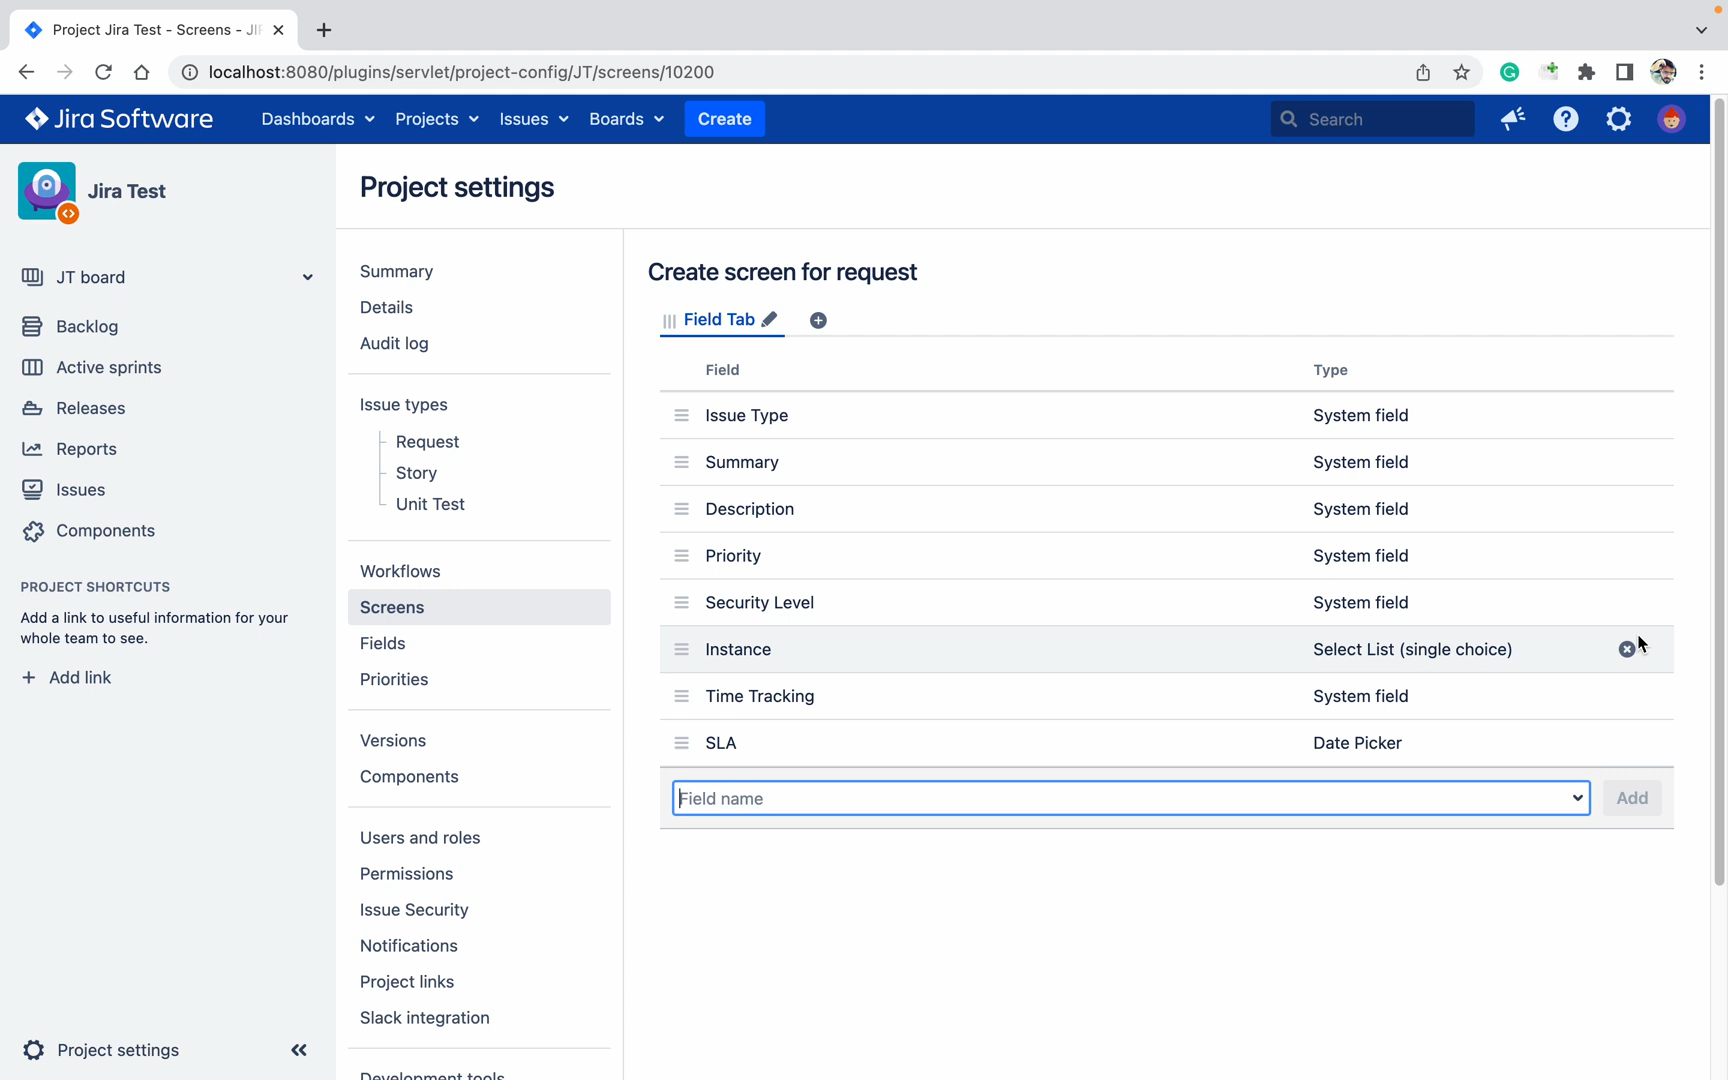 Project Jira Test - Screens - JIF
localhost:8080/plugins/servlet/project-config/JT/screens/10200
Jira Software
Dashboards
Projects
Issues
Boards
Create
Search
Jira Test
JT board
Backlog
Active sprints
Releases
Reports
Issues
Components
PROJECT SHORTCUTS
Add a link to useful information for your
whole team to see.
+ Add link
Project settings
Project settings
Summary
Details
Audit log
Issue types
Request
Story
Unit Test
Workflows
Screens
Fields
Priorities
Versions
Components
Users and roles
Permissions
Issue Security
Notifications
Project links
Slack integration
Development tools
Create screen for request
Field Tab
Field Type
Issue Type System field
Summary System field
Description System field
Priority System field
Security Level System field
Instance Select List (single choice)
Time Tracking System field
SLA Date Picker
Field name
Add